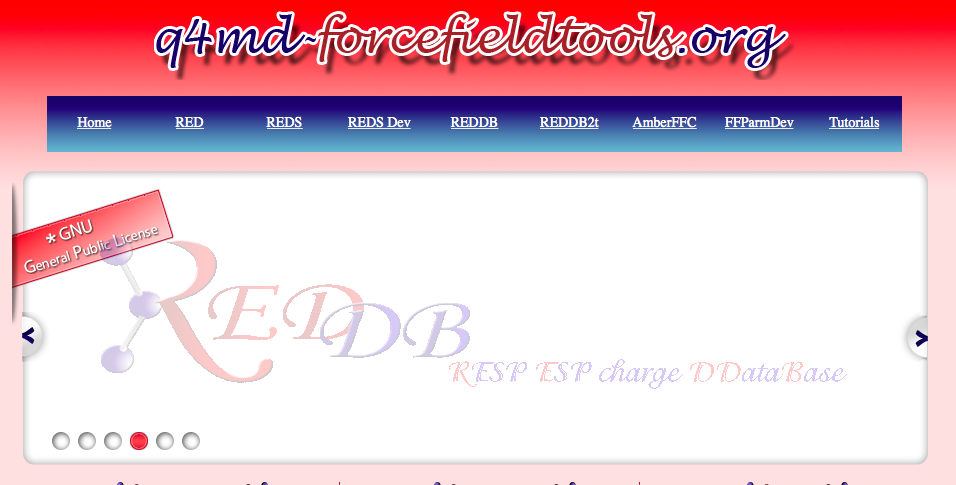 q4md-forcefieldtools.org
Home RED REDS REDS Dev REDDB REDDB2t AmberFFC FFParmDev Tutorials
* GNU
General Public License
REDDB
RESP ESP charge DDataBase